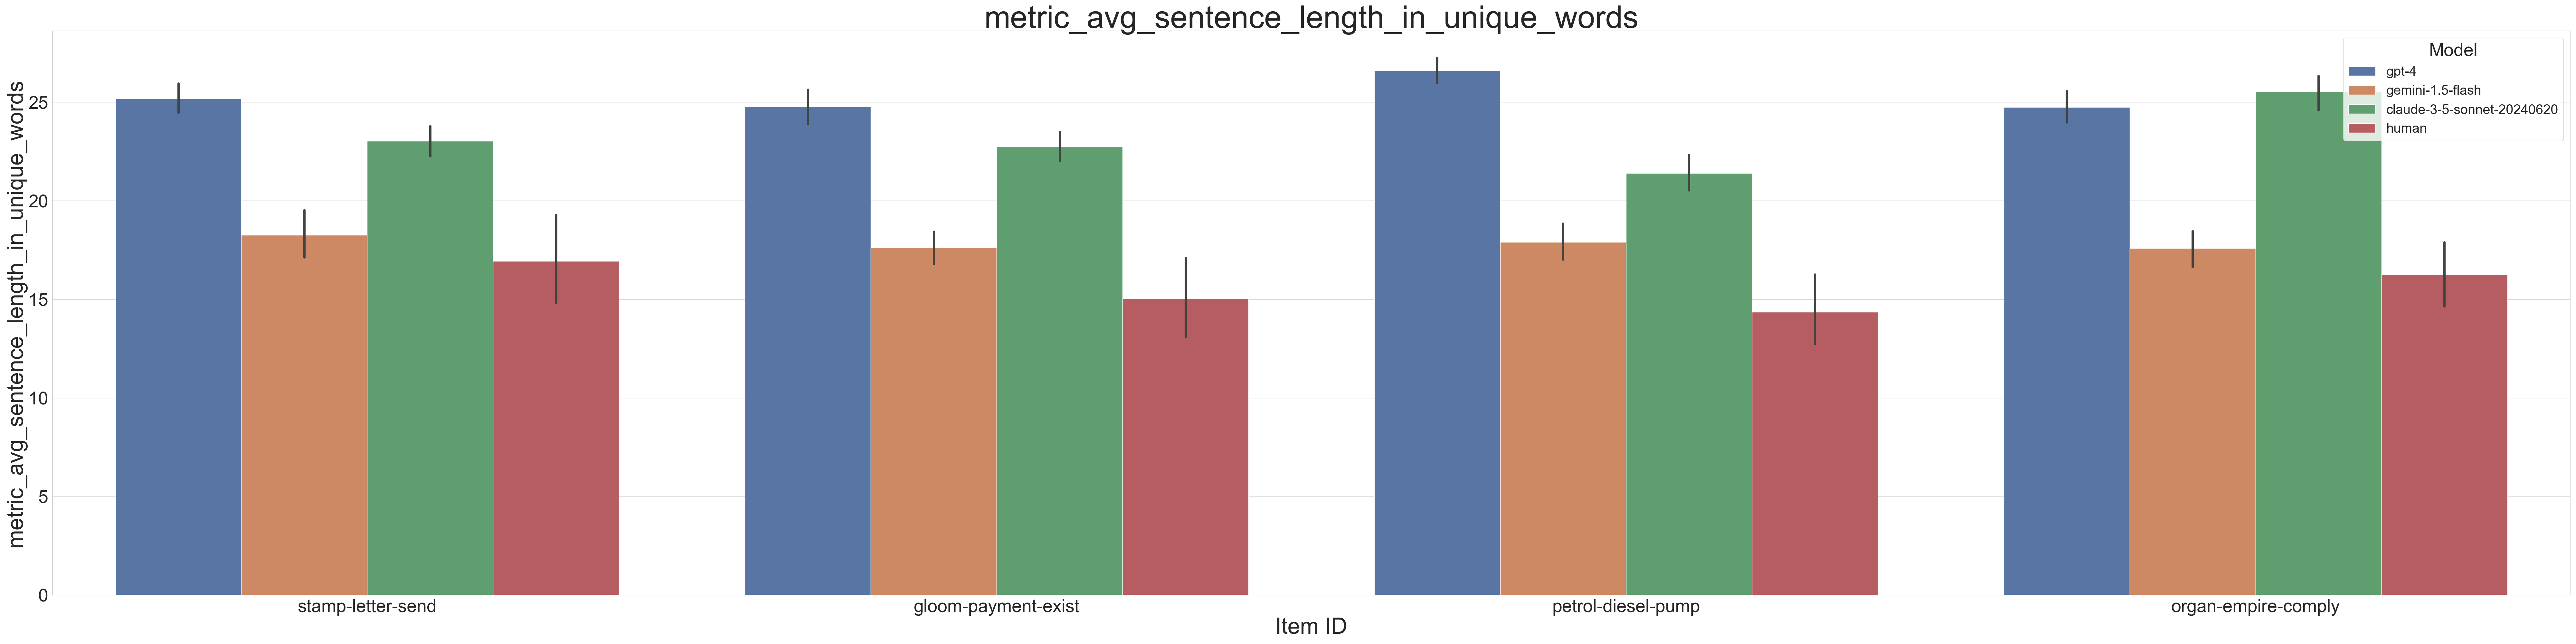 metric_avg_sentence_length_in_unique_words
metric_avg_sentence_length_in_unique_words
25
20
15
10
5
0
Model
gpt-4
gemini-1.5-flash
claude-3-5-sonnet-20240620
human
stamp-letter-send
gloom-payment-exist
petrol-diesel-pump
organ-empire-comply
Item ID